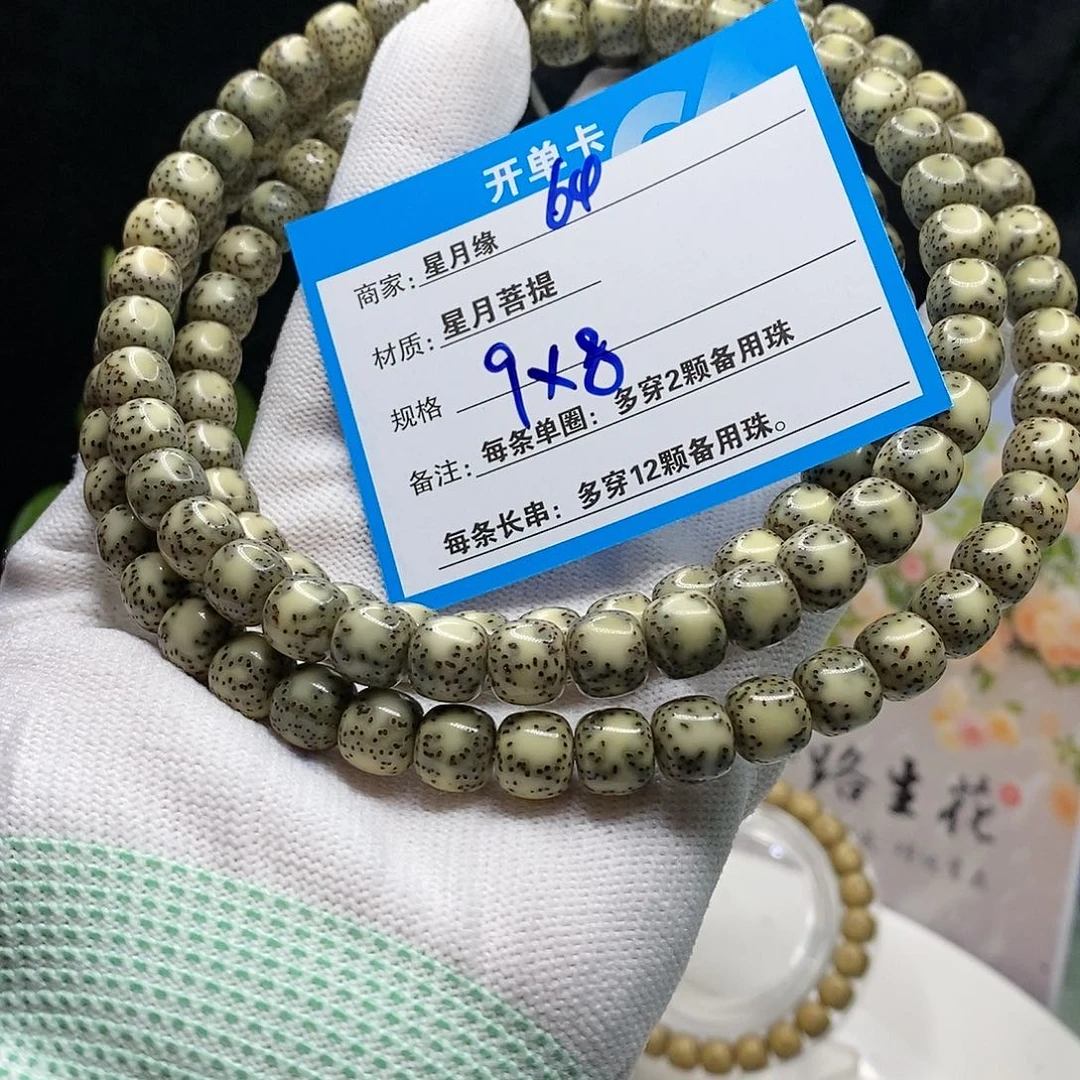 开单卡
商家：星月缘
材质：星月菩提
规格 9×8
备注：每条单圈：多穿2颗备用珠
每条长串：多穿12颗备用珠。
路生花